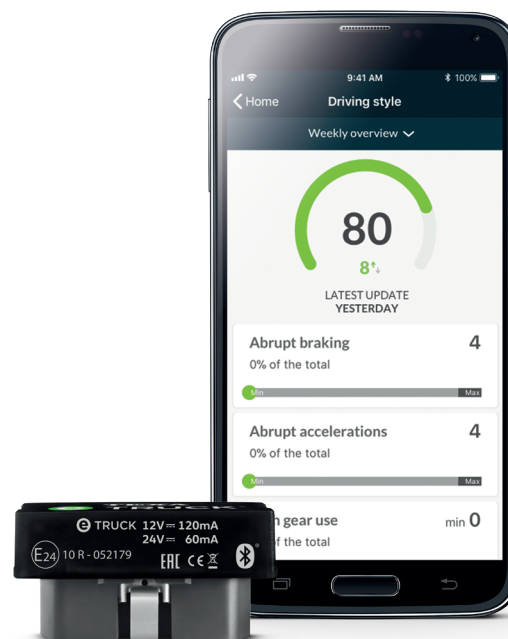 9:41 AM
100%
Home
Driving style
Weekly overview
80
8
LATEST UPDATE
YESTERDAY
Abrupt braking
4
0% of the total
Min
Max
Abrupt accelerations
4
0% of the total
Min
Max
gear use
min 0
of the total
TRUCK
e TRUCK 12V⎓ 120mA
24V⎓ 60mA
E24 10 R - 052179
EAC CE